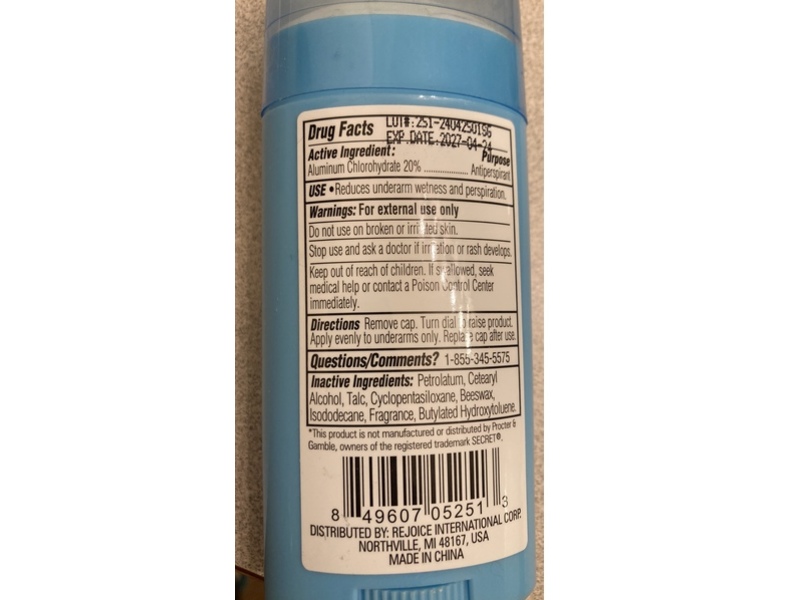 Drug Facts LOT#:251-24042501SG
EXP.DATE:2027-04-24
Active Ingredient: Purpose
Aluminum Chlorohydrate 20% .................. Antiperspirant
USE • Reduces underarm wetness and perspiration.
Warnings: For external use only
Do not use on broken or irritated skin.
Stop use and ask a doctor if irritation or rash develops.
Keep out of reach of children. If swallowed, seek
medical help or contact a Poison Control Center
immediately.
Directions Remove cap. Turn dial to raise product.
Apply evenly to underarms only. Replace cap after use.
Questions/Comments? 1-855-345-5575
Inactive Ingredients: Petrolatum, Cetearyl
Alcohol, Talc, Cyclopentasiloxane, Beeswax,
Isododecane, Fragrance, Butylated Hydroxytoluene.
*This product is not manufactured or distributed by Procter &
Gamble, owners of the registered trademark SECRET®.
8 49607 05251 3
DISTRIBUTED BY: REJOICE INTERNATIONAL CORP.
NORTHVILLE, MI 48167, USA
MADE IN CHINA